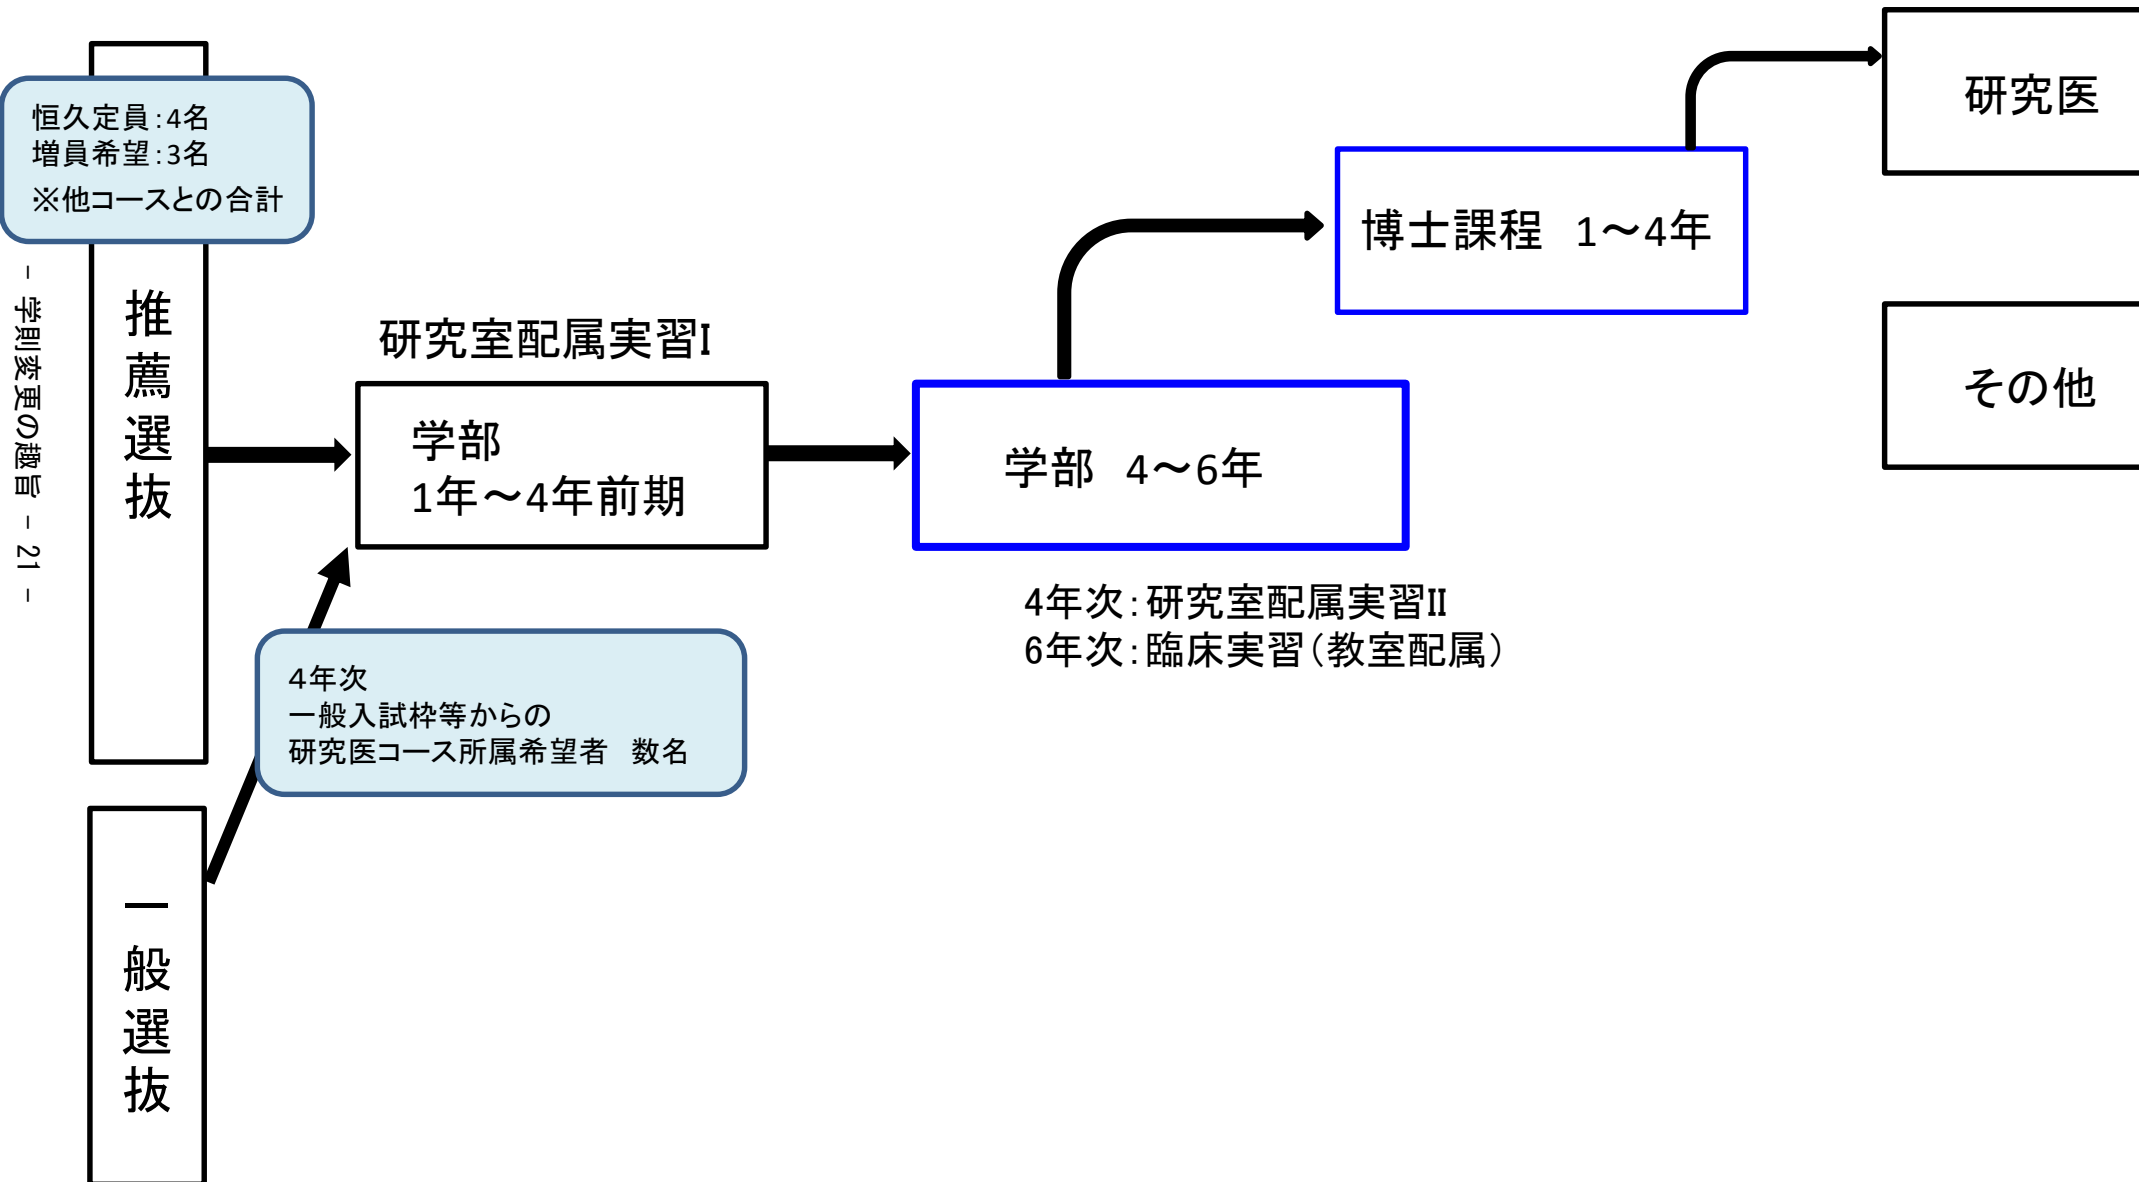 恒久定員：4名
増員希望：3名
※他コースとの合計
推薦選抜
－ 学則変更の趣旨 － 21 －
研究室配属実習I
学部
1年～4年前期
学部　4～6年
4年次：研究室配属実習II
6年次：臨床実習（教室配属）
博士課程　1～4年
研究医
その他
４年次
一般入試枠等からの
研究医コース所属希望者　数名
一般選抜